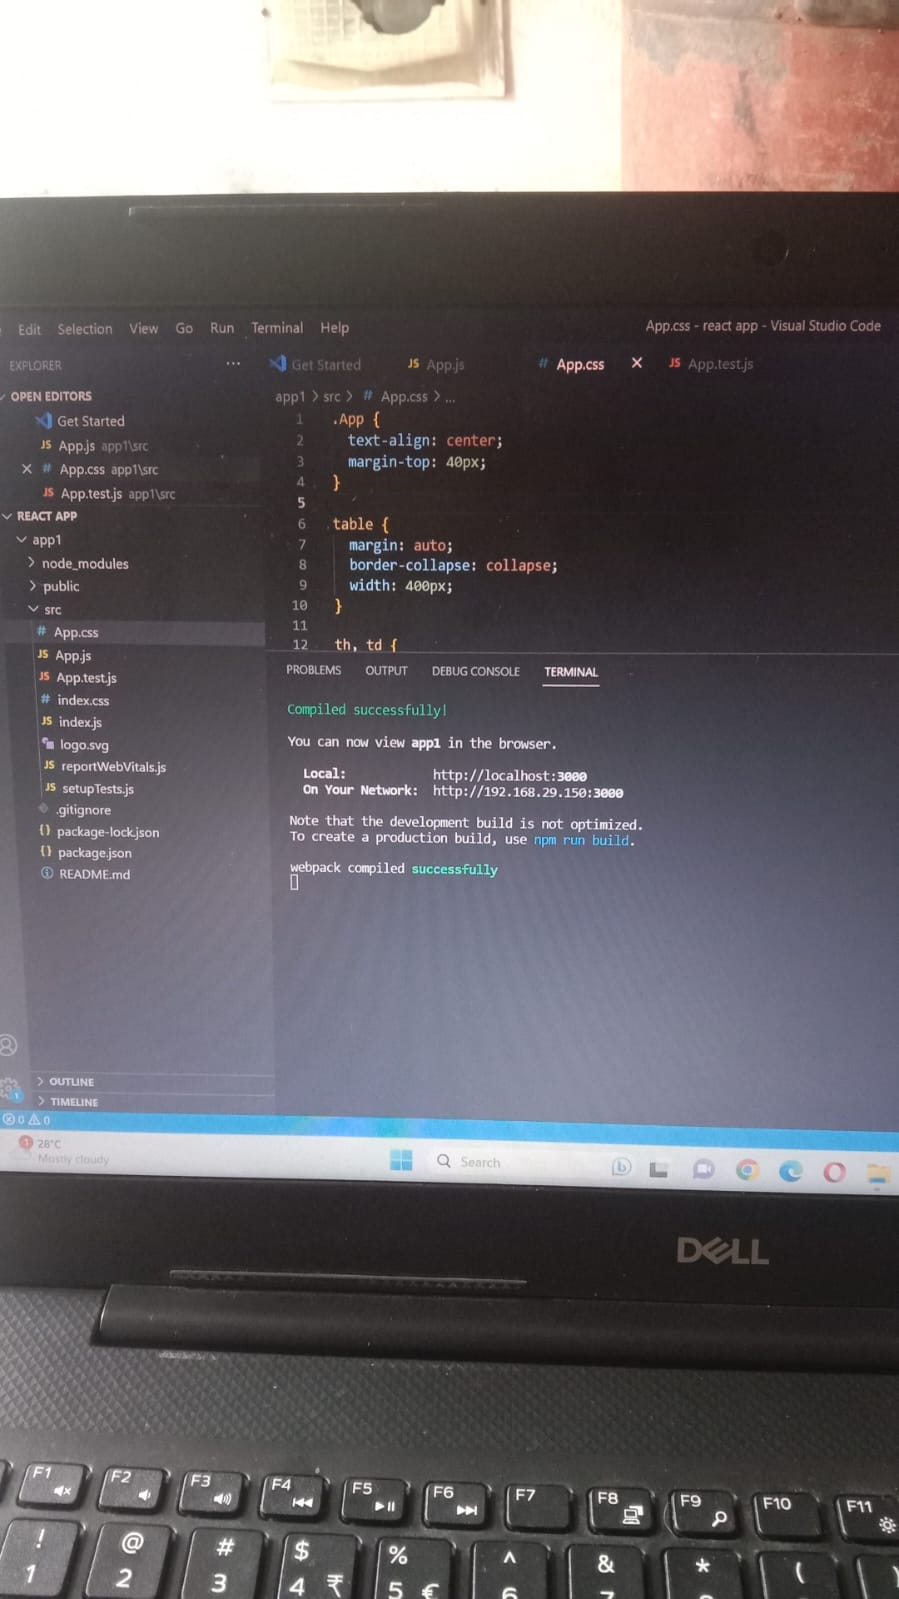 Edit Selection View Go Run Terminal Help App.css - react app - Visual Studio Code
EXPLORER ...
OPEN EDITORS
Get Started
JS App.js app1\src
# App.css app1\src
JS App.test.js app1\src
REACT APP
app1
node_modules
public
src
# App.css
JS App.js
JS App.test.js
# index.css
JS index.js
logo.svg
JS reportWebVitals.js
JS setupTests.js
.gitignore
{} package-lock.json
{} package.json
README.md
OUTLINE
TIMELINE
Get Started JS App.js # App.css JS App.test.js
app1 > src > # App.css > ...
1 .App {
2 text-align: center;
3 margin-top: 40px;
4 }
5
6 table {
7 margin: auto;
8 border-collapse: collapse;
9 width: 400px;
10 }
11
12 th, td {
PROBLEMS OUTPUT DEBUG CONSOLE TERMINAL
Compiled successfully!
You can now view app1 in the browser.
Local: http://localhost:3000
On Your Network: http://192.168.29.150:3000
Note that the development build is not optimized.
To create a production build, use npm run build.
webpack compiled successfully
1
0 0
1 28°C
Mostly cloudy
Search
DELL
F1 F2 F3 F4 F5 F6 F7 F8 F9 F10 F11
! @ # $ % ^ & * (
1 2 3 4 ₹ 5 € 6